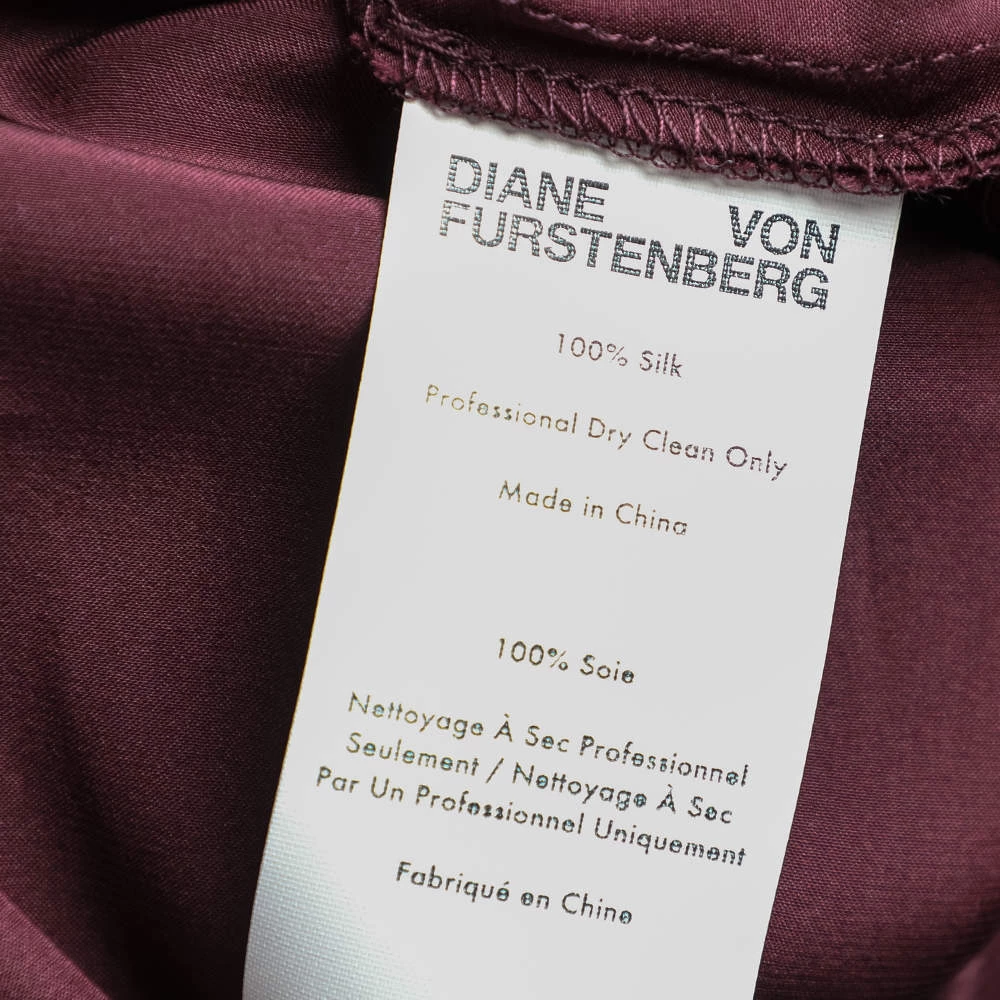 DIANE VON
FURSTENBERG
100% Silk
Professional Dry Clean Only
Made in China
100% Soie
Nettoyage À Sec Professionnel
Seulement / Nettoyage À Sec
Par Un Professionnel Uniquement
Fabriqué en Chine